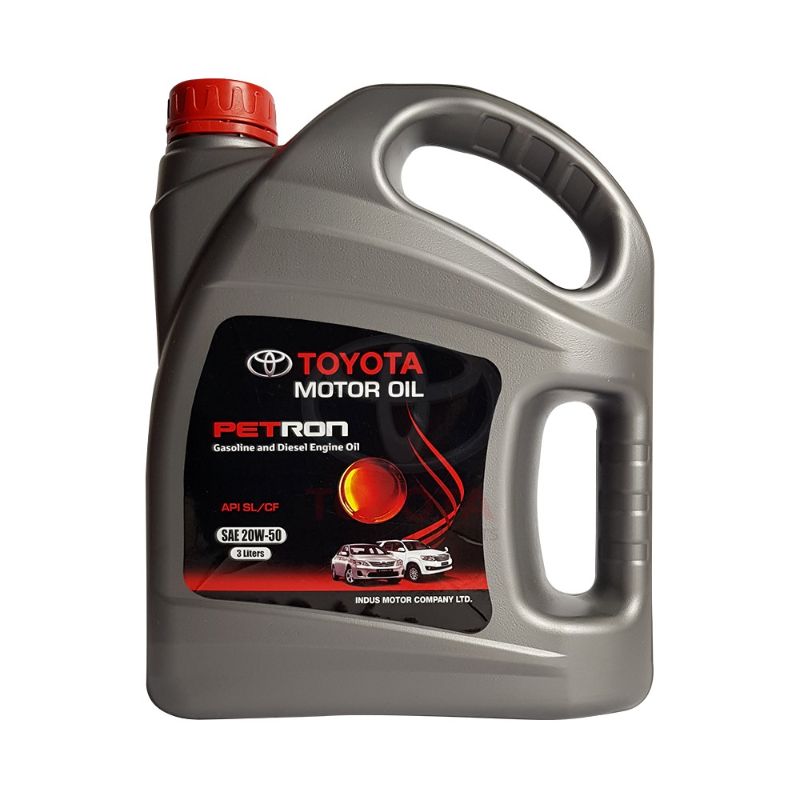 TOYOTA
MOTOR OIL
PETRON
Gasoline and Diesel Engine Oil
API SL/CF
SAE 20W-50
3 Liters
INDUS MOTOR COMPANY LTD.